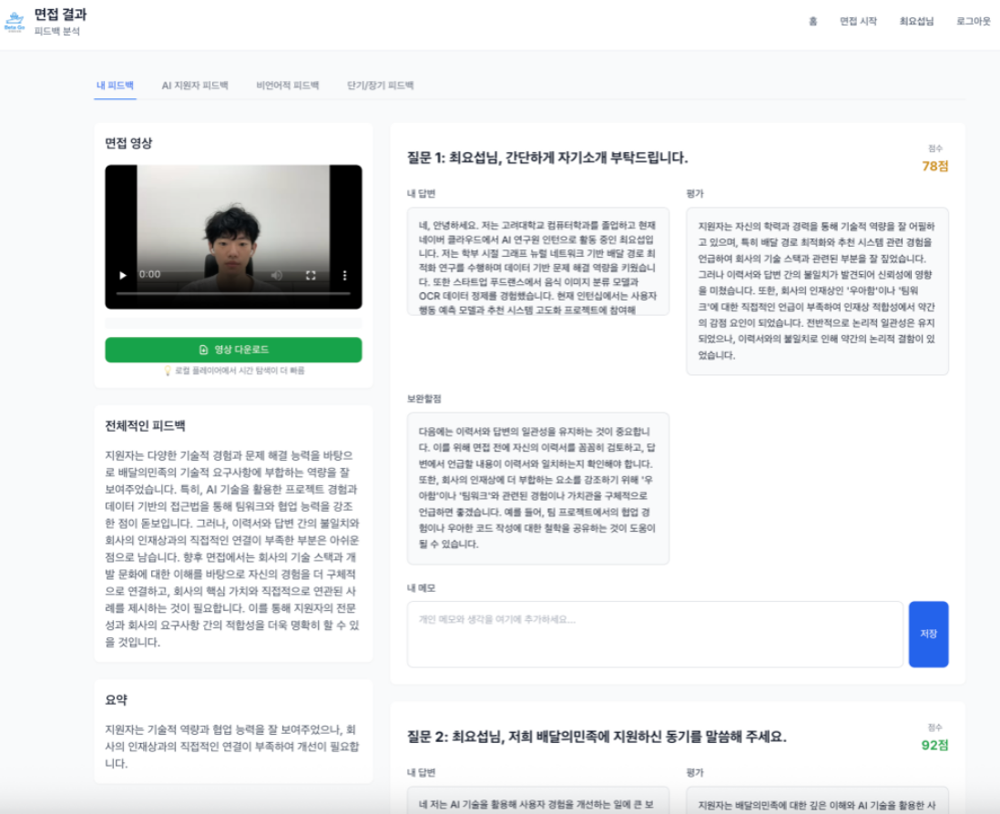 면접 결과
피드백 분석
Beta Go
홈
면접 시작
최요섭님
로그아웃
내 피드백
AI 지원자 피드백
비언어적 피드백
단기/장기 피드백
면접 영상
0:00
영상 다운로드
💡 로컬 플레이어에서 시간 탐색이 더 빠름
전체적인 피드백
지원자는 다양한 기술적 경험과 문제 해결 능력을 바탕으
로 배달의민족의 기술적 요구사항에 부합하는 역량을 잘
보여주었습니다. 특히, AI 기술을 활용한 프로젝트 경험과
데이터 기반의 접근법을 통해 팀워크와 협업 능력을 강조
한 점이 돋보입니다. 그러나, 이력서와 답변 간의 불일치와
회사의 인재상과의 직접적인 연결이 부족한 부분은 아쉬운
점으로 남습니다. 향후 면접에서는 회사의 기술 스택과 개
발 문화에 대한 이해를 바탕으로 자신의 경험을 더 구체적
으로 연결하고, 회사의 핵심 가치와 직접적으로 연관된 사
례를 제시하는 것이 필요합니다. 이를 통해 지원자의 전문
성과 회사의 요구사항 간의 적합성을 더욱 명확히 할 수 있
을 것입니다.
요약
지원자는 기술적 역량과 협업 능력을 잘 보여주었으나, 회
사의 인재상과의 직접적인 연결이 부족하여 개선이 필요합
니다.
질문 1: 최요섭님, 간단하게 자기소개 부탁드립니다.
점수
78점
내 답변
네, 안녕하세요. 저는 고려대학교 컴퓨터학과를 졸업하고 현재
네이버 클라우드에서 AI 연구원 인턴으로 활동 중인 최요섭입
니다. 저는 학부 시절 그래프 뉴럴 네트워크 기반 배달 경로 최
적화 연구를 수행하며 데이터 기반 문제 해결 역량을 키웠습니
다. 또한 스타트업 푸드랜스에서 음식 이미지 분류 모델과
OCR 데이터 정제를 경험했습니다. 현재 인턴십에서는 사용자
행동 예측 모델과 추천 시스템 고도화 프로젝트에 참여해
평가
지원자는 자신의 학력과 경력을 통해 기술적 역량을 잘 어필하
고 있으며, 특히 배달 경로 최적화와 추천 시스템 관련 경험을
언급하여 회사의 기술 스택과 관련된 부분을 잘 짚었습니다.
그러나 이력서와 답변 간의 불일치가 발견되어 신뢰성에 영향
을 미쳤습니다. 또한, 회사의 인재상인 '우아함'이나 '팀워
크'에 대한 직접적인 언급이 부족하여 인재상 적합성에서 약간
의 감점 요인이 되었습니다. 전반적으로 논리적 일관성은 유지
되었으나, 이력서와의 불일치로 인해 약간의 논리적 결함이 있
었습니다.
보완할점
다음에는 이력서와 답변의 일관성을 유지하는 것이 중요합니
다. 이를 위해 면접 전에 자신의 이력서를 꼼꼼히 검토하고, 답
변에서 언급할 내용이 이력서와 일치하는지 확인해야 합니다.
또한, 회사의 인재상에 더 부합하는 요소를 강조하기 위해 '우
아함'이나 '팀워크'와 관련된 경험이나 가치관을 구체적으로
언급하면 좋겠습니다. 예를 들어, 팀 프로젝트에서의 협업 경
험이나 우아한 코드 작성에 대한 철학을 공유하는 것이 도움이
될 수 있습니다.
내 메모
개인 메모와 생각을 여기에 추가하세요...
저장
질문 2: 최요섭님, 저희 배달의민족에 지원하신 동기를 말씀해 주세요.
점수
92점
내 답변
네 저는 AI 기술을 활용해 사용자 경험을 개선하는 일에 큰 보
평가
지원자는 배달의민족에 대한 깊은 이해와 AI 기술을 활용한 사